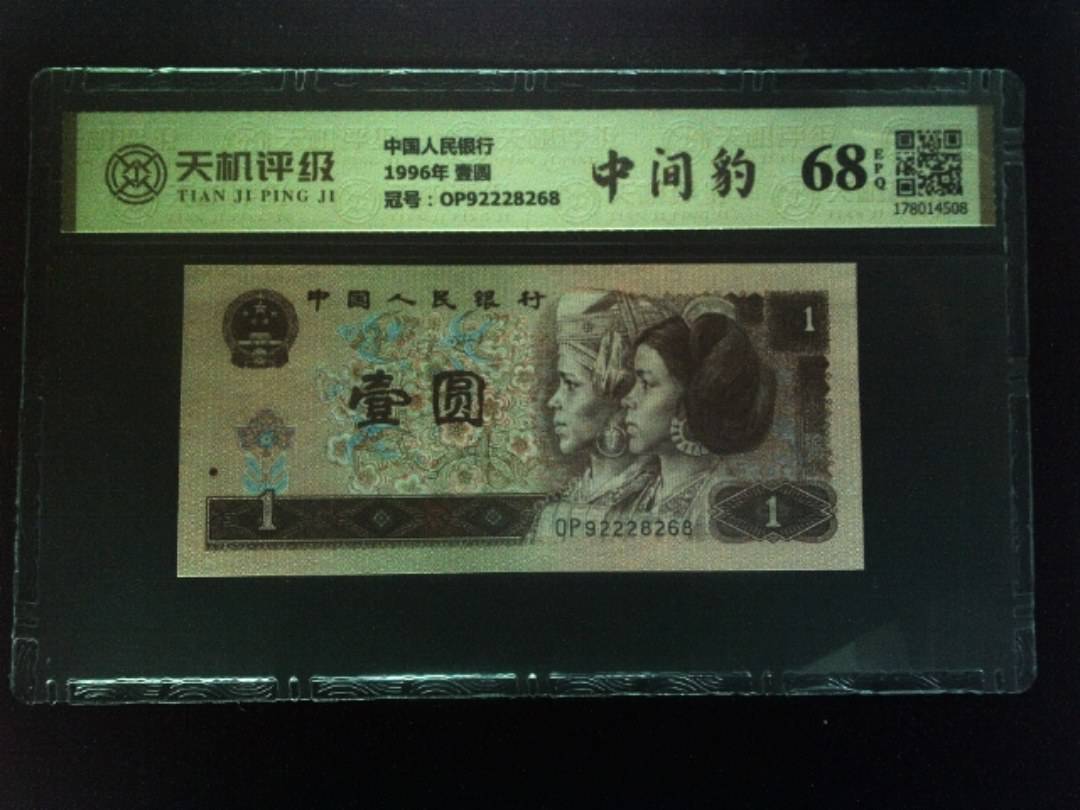 天机评级
TIAN JI PING JI
中国人民银行
1996年 壹圆
冠号：OP92228268
中间豹
68
EPQ
178014508
中国人民银行
1
壹圆
1
OP92228268
1